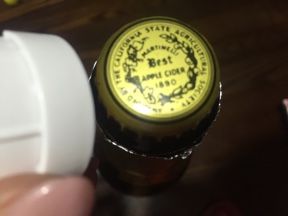 BY THE CALIFORNIA STATE AGRICULTURAL SOCIETY
MARTINELLI
Best
APPLE CIDER
1890